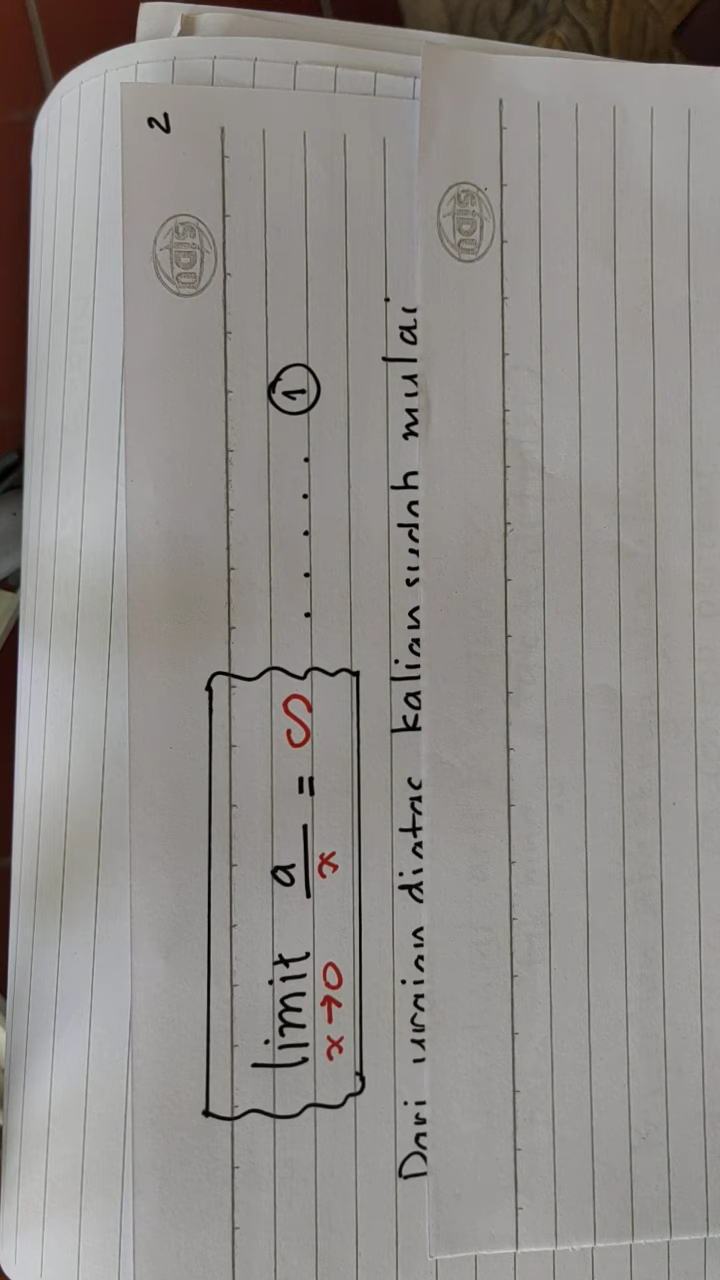 2
SiDU
limit a/x = ∞ ...... ①
x→0
Dari uraian diatas kalian sudah mulai
SiDU